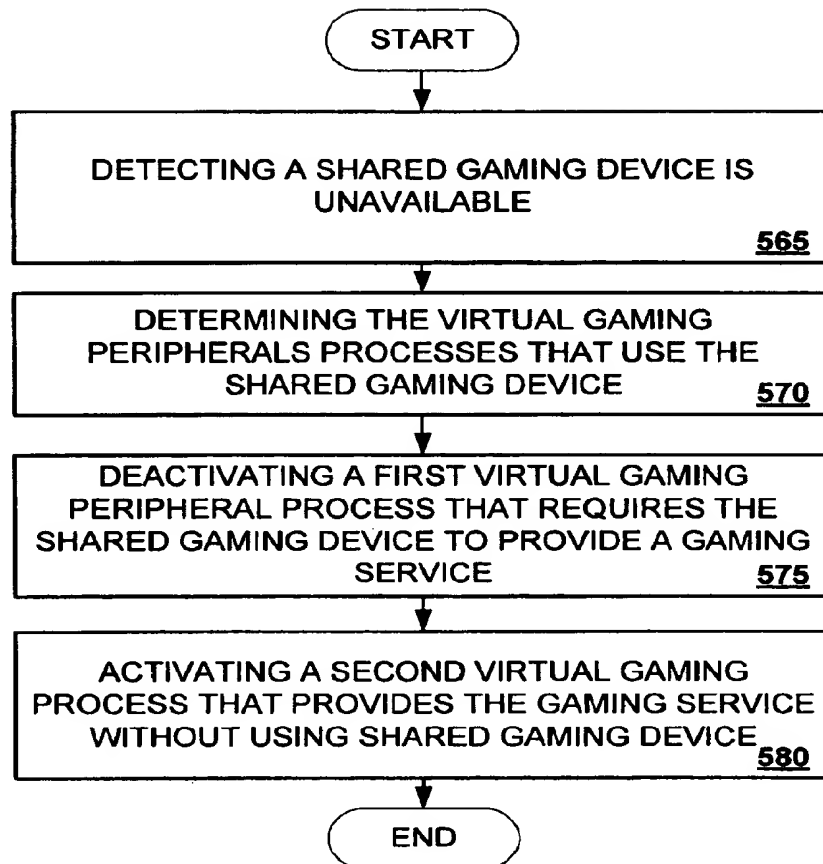 START
DETECTING A SHARED GAMING DEVICE IS
UNAVAILABLE
565
DETERMINING THE VIRTUAL GAMING
PERIPHERALS PROCESSES THAT USE THE
SHARED GAMING DEVICE
570
DEACTIVATING A FIRST VIRTUAL GAMING
PERIPHERAL PROCESS THAT REQUIRES THE
SHARED GAMING DEVICE TO PROVIDE A GAMING
SERVICE
575
ACTIVATING A SECOND VIRTUAL GAMING
PROCESS THAT PROVIDES THE GAMING SERVICE
WITHOUT USING SHARED GAMING DEVICE
580
END